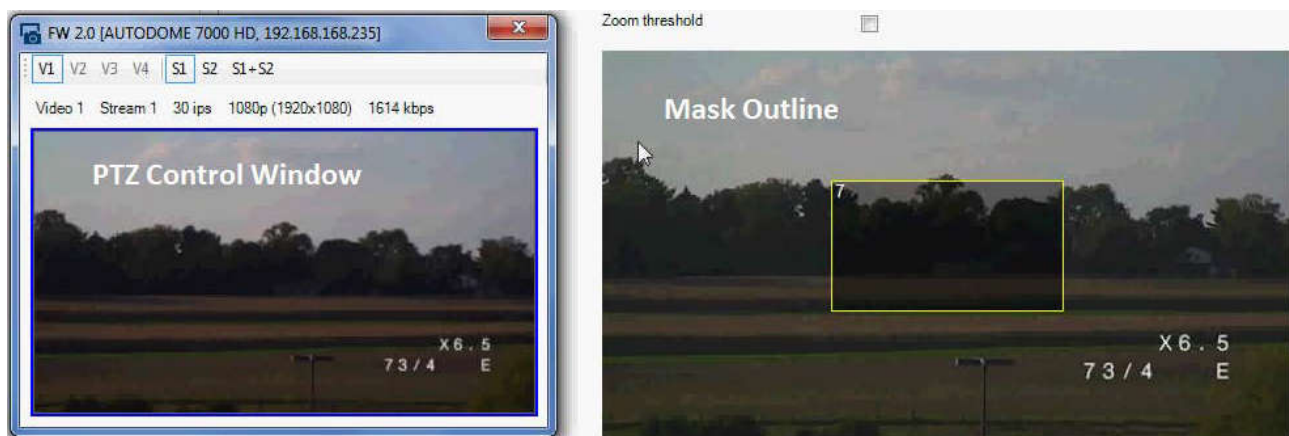 FW 2.0 [AUTODOME 7000 HD, 192.168.168.235]
V1 V2 V3 V4 S1 S2 S1+S2
Video 1 Stream 1 30 ips 1080p (1920x1080) 1614 kbps
PTZ Control Window
X6.5
73/4 E
Zoom threshold
Mask Outline
7
X6.5
73/4 E